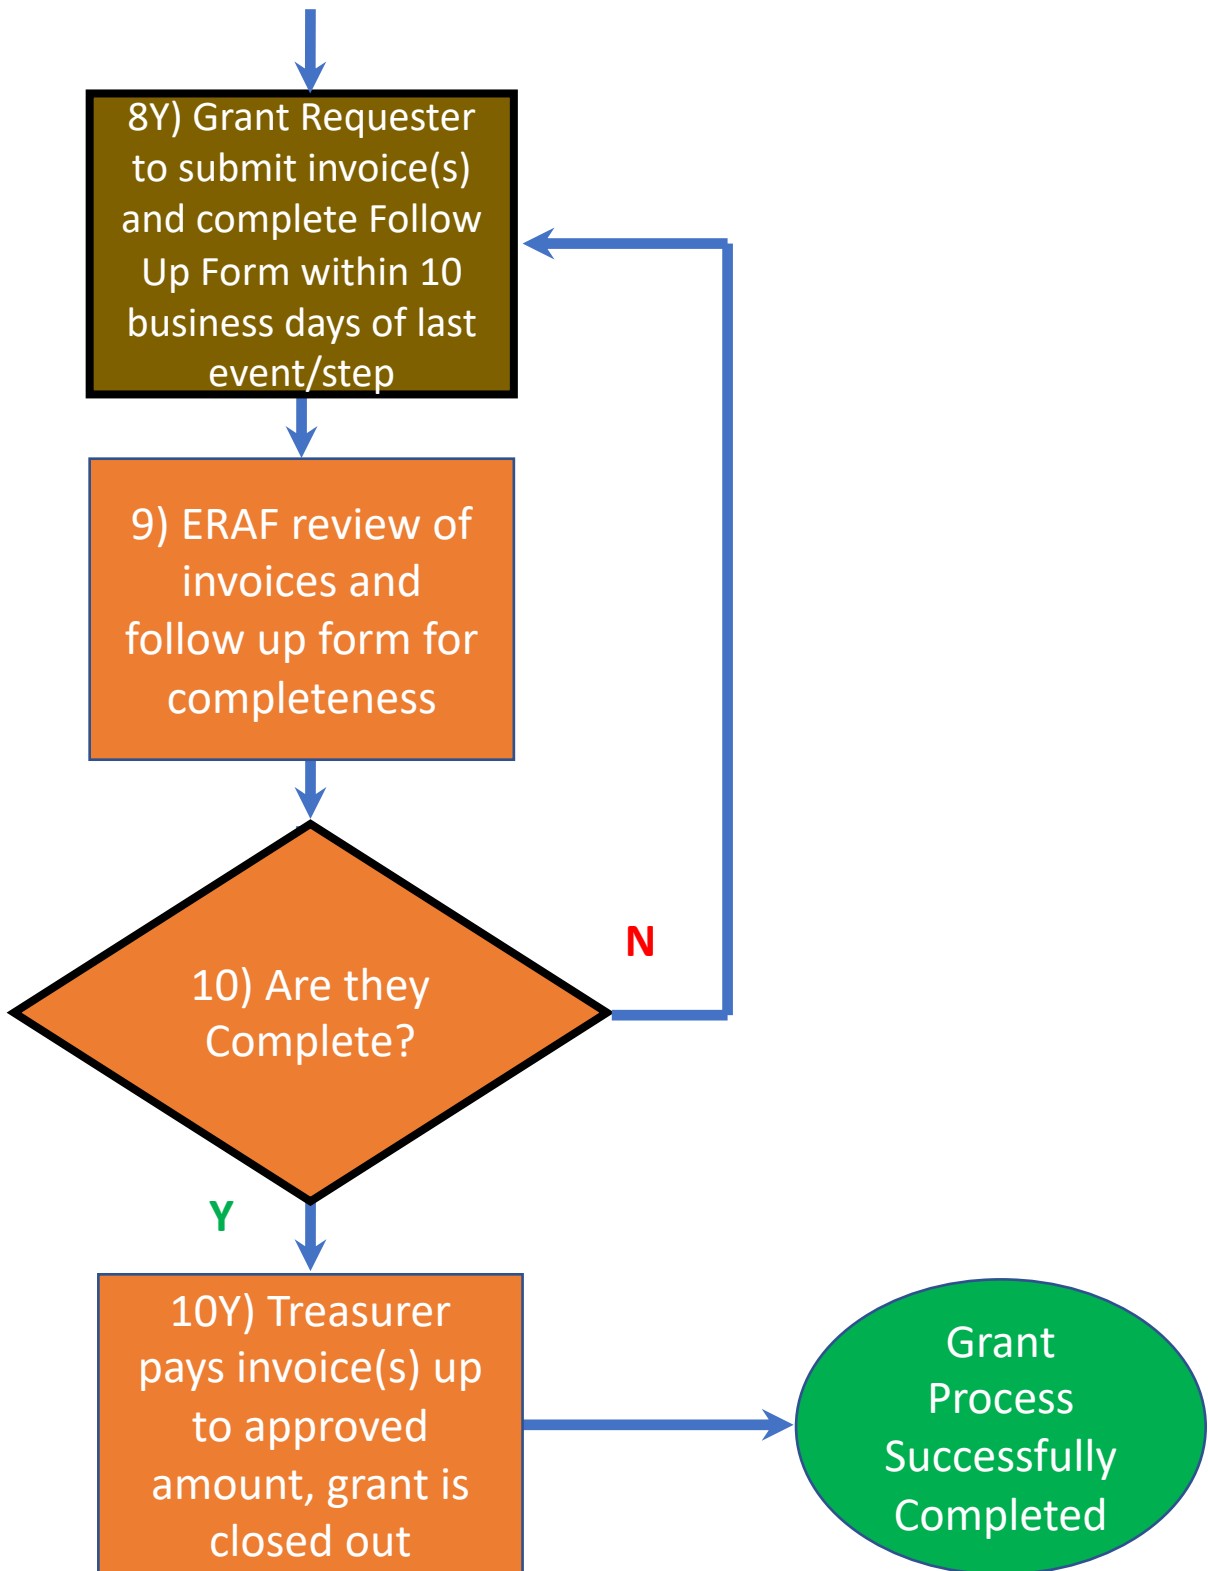 8Y) Grant Requester
to submit invoice(s)
and complete Follow
Up Form within 10
business days of last
event/step
9) ERAF review of
invoices and
follow up form for
completeness
N
10) Are they
Complete?
Y
10Y) Treasurer
pays invoice(s) up
to approved
amount, grant is
closed out
Grant
Process
Successfully
Completed